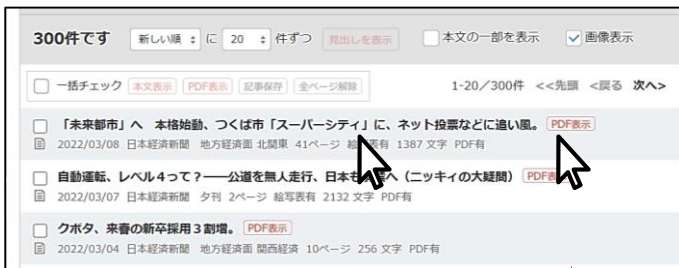 300件です 新しい順 に 20 件ずつ 見出しを表示 本文の一部を表示 画像表示
一括チェック 本文表示 PDF表示 記事保存 全ページ解除 1-20／300件 <<先頭 <戻る 次へ>
「未来都市」へ 本格始動、つくば市「スーパーシティ」に、ネット投票などに追い風。 PDF表示
2022/03/08 日本経済新聞 地方経済面 北関東 41ページ 絵写表有 1387 文字 PDF有
自動運転、レベル4って？――公道を無人走行、日本も へ（ニッキィの大疑問） PDF表
2022/03/07 日本経済新聞 夕刊 2ページ 絵写表有 2132 文字 PDF有
クボタ、来春の新卒採用3割増。 PDF表示
2022/03/04 日本経済新聞 地方経済面 関西経済 10ページ 256 文字 PDF有